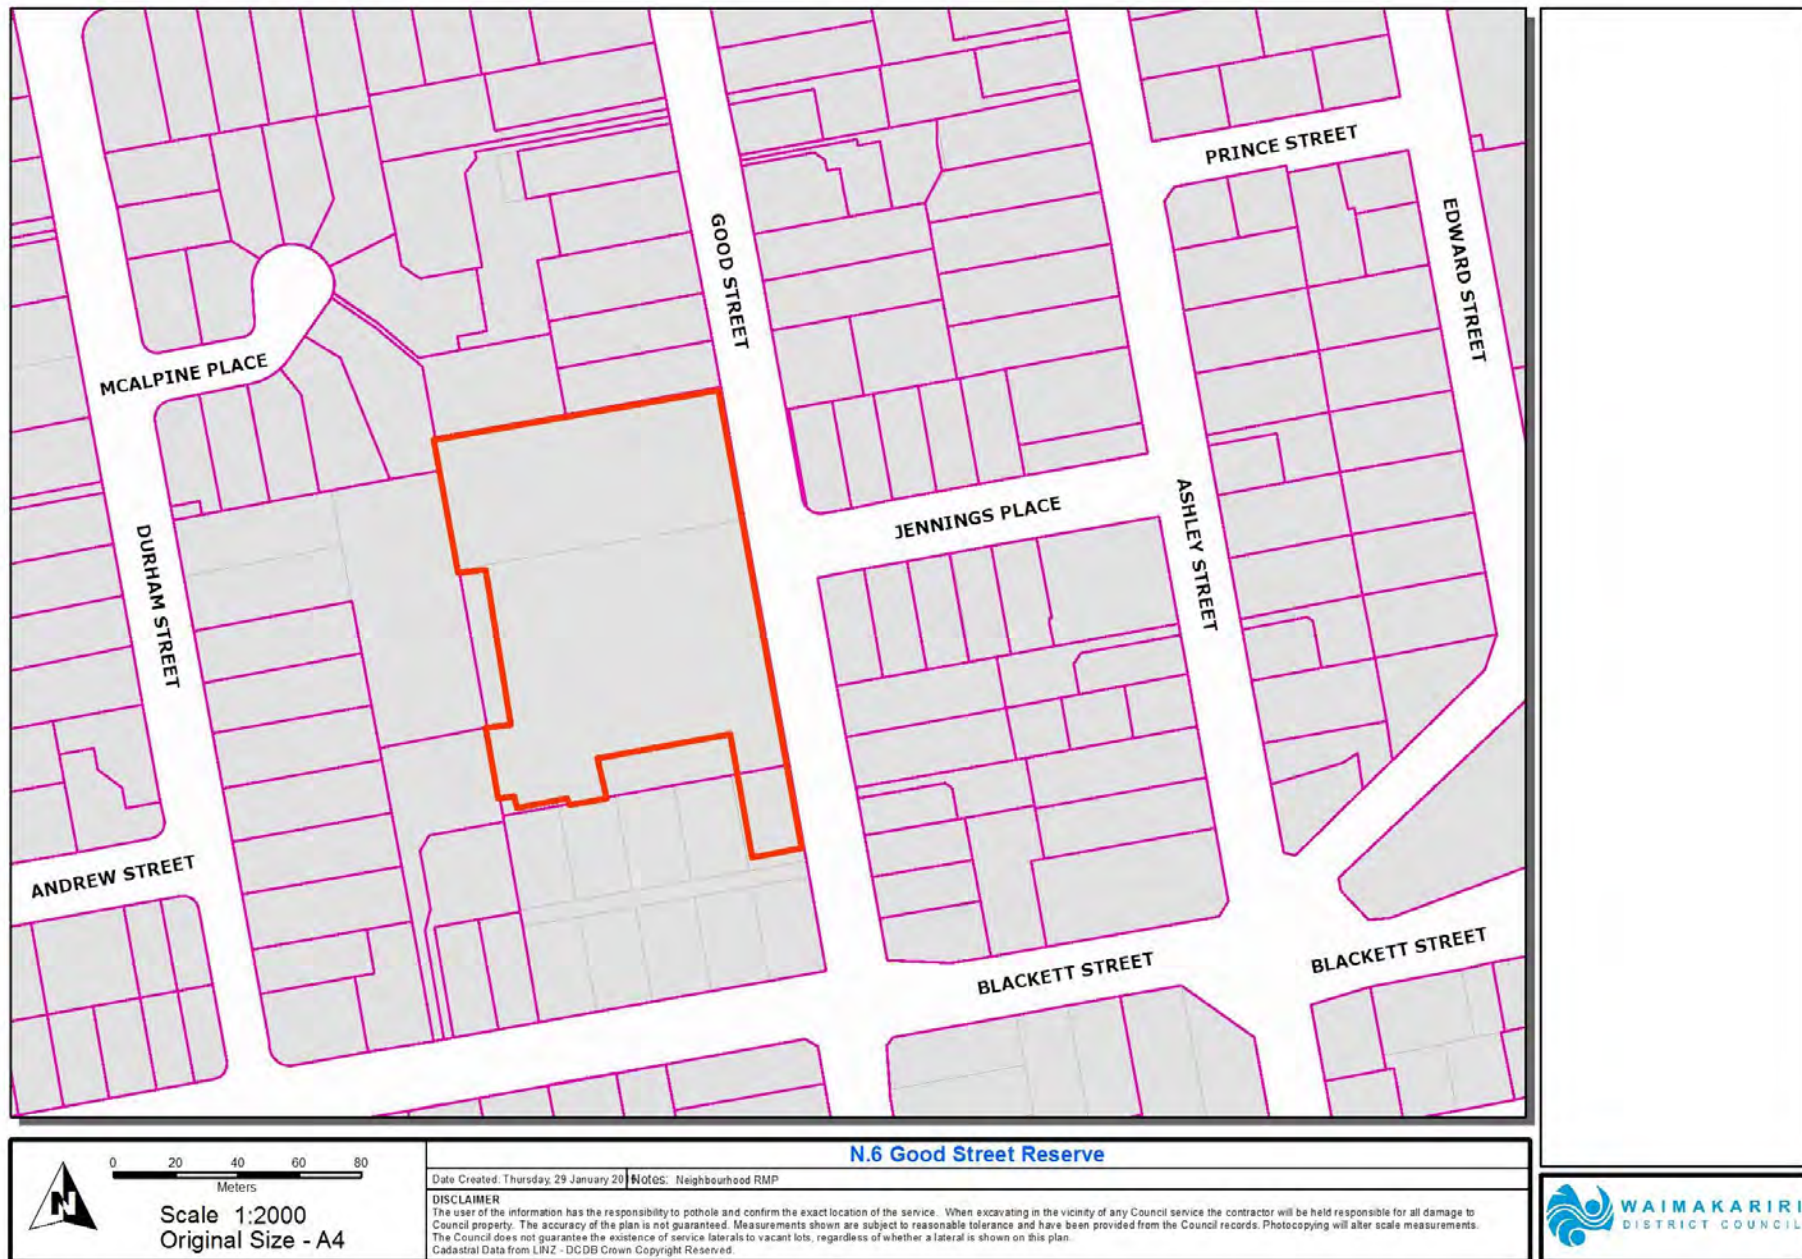 PRINCE STREET
GOOD STREET
EDWARD STREET
MCALPINE PLACE
JENNINGS PLACE
ASHLEY STREET
DURHAM STREET
ANDREW STREET
BLACKETT STREET
BLACKETT STREET
N
0 20 40 60 80
Meters
Scale 1:2000
Original Size - A4
N.6 Good Street Reserve
Date Created: Thursday, 29 January Notes: Neighbourhood RMP
DISCLAIMER
The user of the information has the responsibility to pothole and confirm the exact location of the service. When excavating in the vicinity of any Council service the contractor will be held responsible for all damage to
Council property. The accuracy of the plan is not guaranteed. Measurements shown are subject to reasonable tolerance and have been provided from the Council records. Photocopying will alter scale measurements.
The Council does not guarantee the existence of service laterals to vacant lots, regardless of whether a lateral is shown on this plan.
Cadastral Data from LINZ - DCDB Crown Copyright Reserved.
WAIMAKARIRI
DISTRICT COUNCIL